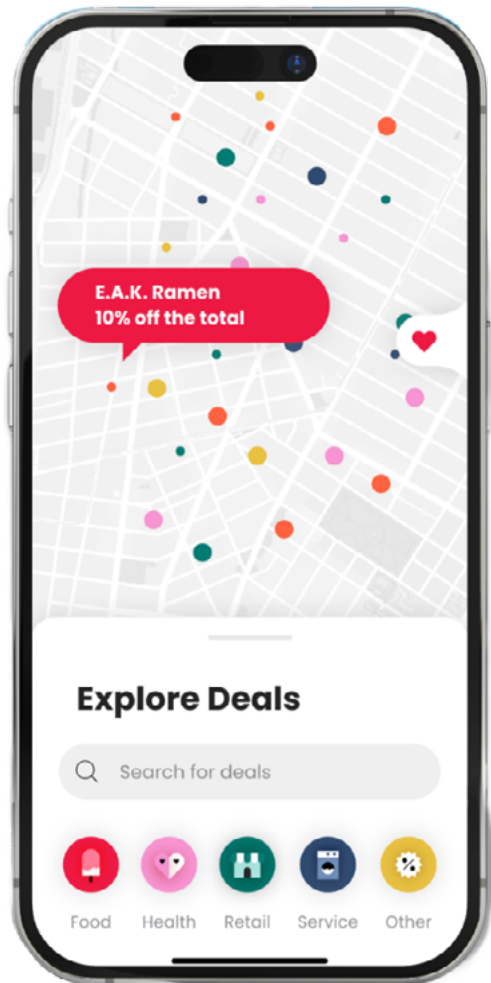 E.A.K. Ramen
10% off the total
Explore Deals
Search for deals
Food Health Retail Service Other